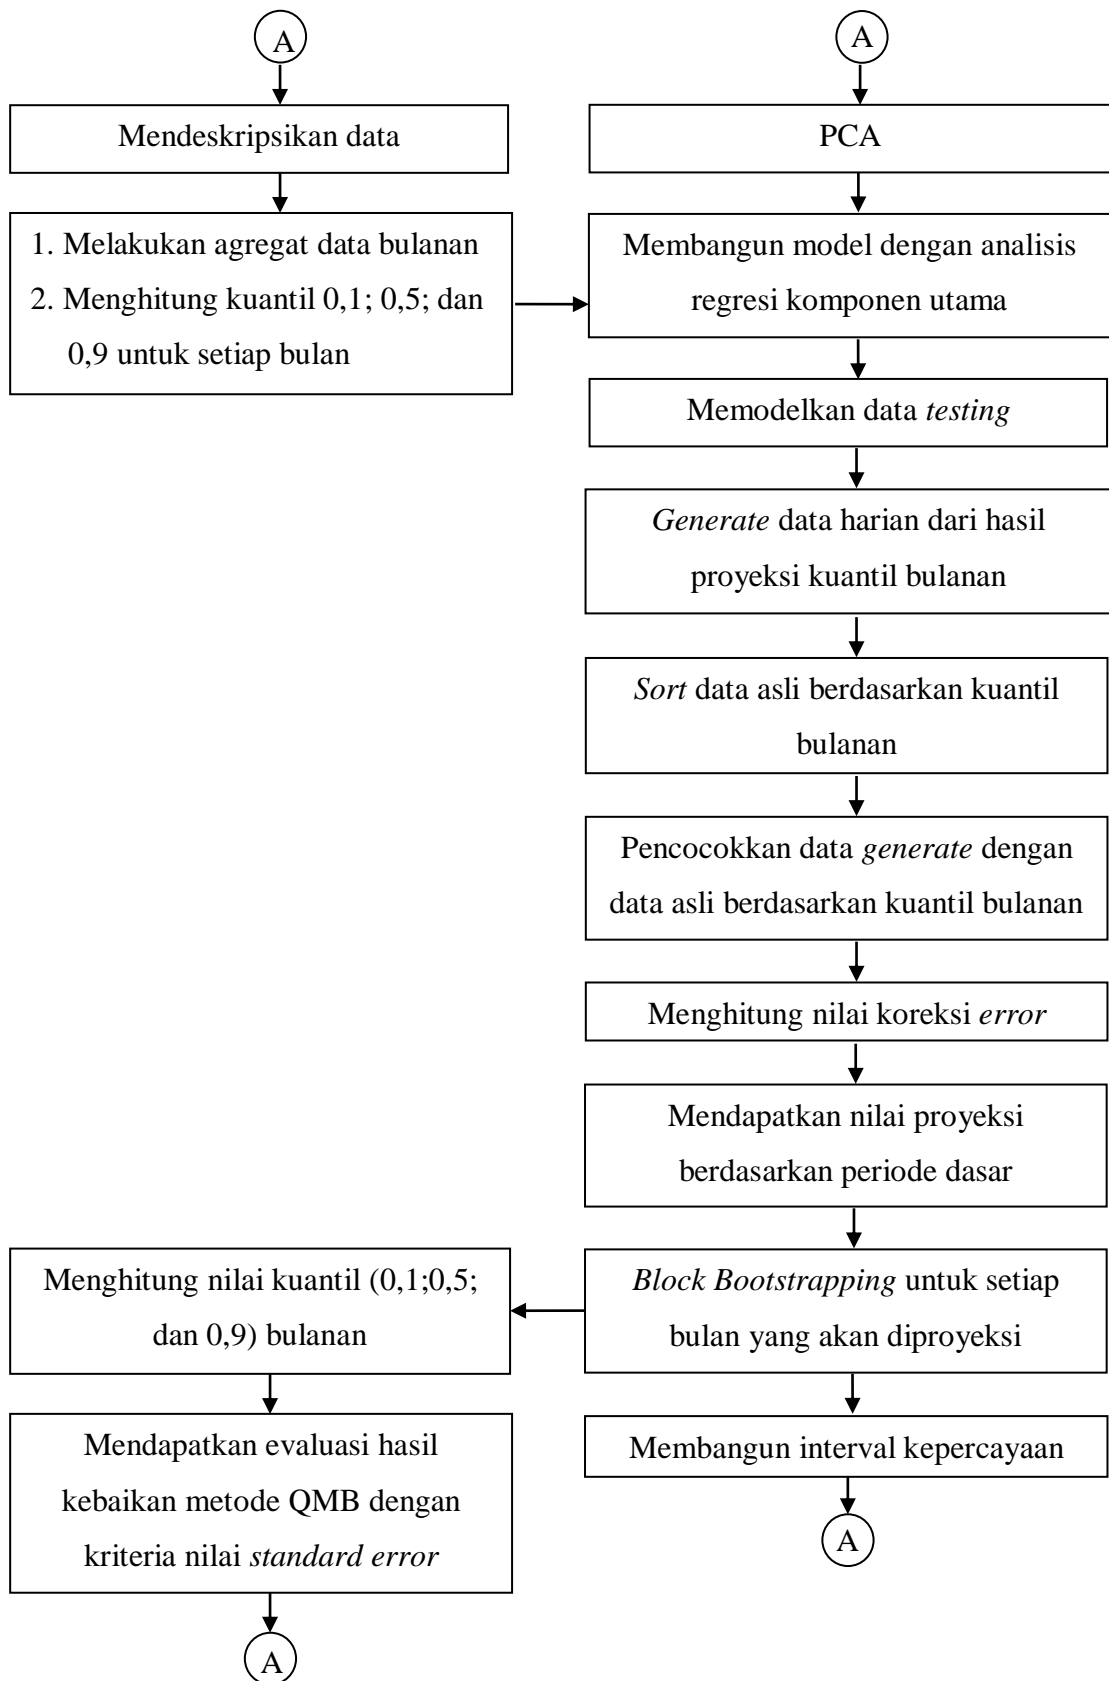 A
Mendeskripsikan data
1. Melakukan agregat data bulanan
2. Menghitung kuantil 0,1; 0,5; dan
0,9 untuk setiap bulan
A
PCA
Membangun model dengan analisis
regresi komponen utama
Memodelkan data testing
Generate data harian dari hasil
proyeksi kuantil bulanan
Sort data asli berdasarkan kuantil
bulanan
Pencocokkan data generate dengan
data asli berdasarkan kuantil bulanan
Menghitung nilai koreksi error
Mendapatkan nilai proyeksi
berdasarkan periode dasar
Block Bootstrapping untuk setiap
bulan yang akan diproyeksi
Membangun interval kepercayaan
A
Menghitung nilai kuantil (0,1;0,5;
dan 0,9) bulanan
Mendapatkan evaluasi hasil
kebaikan metode QMB dengan
kriteria nilai standard error
A